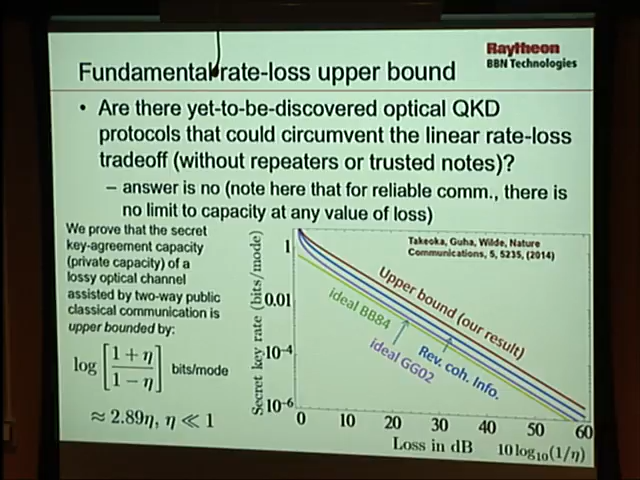 Raytheon
BBN Technologies
Fundamental rate-loss upper bound
• Are there yet-to-be-discovered optical QKD
protocols that could circumvent the linear rate-loss
tradeoff (without repeaters or trusted notes)?
– answer is no (note here that for reliable comm., there is
no limit to capacity at any value of loss)
We prove that the secret
key-agreement capacity
(private capacity) of a
lossy optical channel
assisted by two-way public
classical communication is
upper bounded by:
log [ (1 + η) / (1 − η) ] bits/mode
≈ 2.89η, η ≪ 1
Secret key rate (bits/mode)
1
0.01
10⁻⁴
10⁻⁶
Takeoka, Guha, Wilde, Nature
Communications, 5, 5235, (2014)
Upper bound (our result)
ideal BB84
Rev. coh. Info.
ideal GG02
0 10 20 30 40 50 60
Loss in dB 10 log₁₀(1/η)